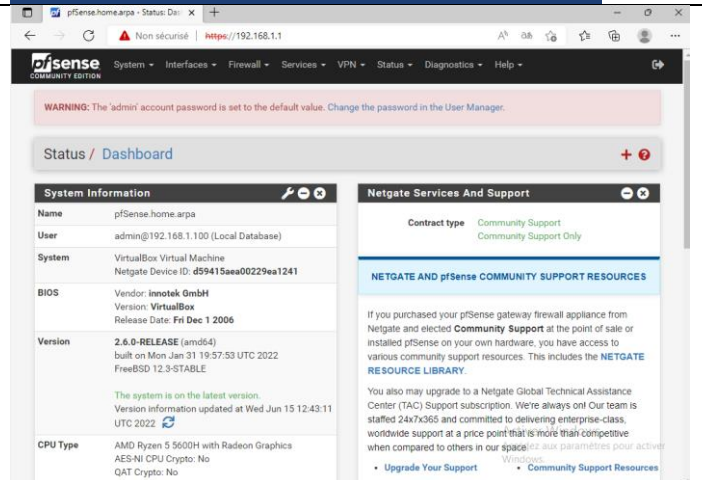 pfSense.home.arpa - Status: Das
Non sécurisé | https://192.168.1.1
pfsense
COMMUNITY EDITION
System Interfaces Firewall Services VPN Status Diagnostics Help
WARNING: The 'admin' account password is set to the default value. Change the password in the User Manager.
Status / Dashboard
System Information
Name pfSense.home.arpa
User admin@192.168.1.100 (Local Database)
System VirtualBox Virtual Machine
Netgate Device ID: d59415aea00229ea1241
BIOS Vendor: innotek GmbH
Version: VirtualBox
Release Date: Fri Dec 1 2006
Version 2.6.0-RELEASE (amd64)
built on Mon Jan 31 19:57:53 UTC 2022
FreeBSD 12.3-STABLE
The system is on the latest version.
Version information updated at Wed Jun 15 12:43:11
UTC 2022
CPU Type AMD Ryzen 5 5600H with Radeon Graphics
AES-NI CPU Crypto: No
QAT Crypto: No
Netgate Services And Support
Contract type Community Support
Community Support Only
NETGATE AND pfSense COMMUNITY SUPPORT RESOURCES
If you purchased your pfSense gateway firewall appliance from
Netgate and elected Community Support at the point of sale or
installed pfSense on your own hardware, you have access to
various community support resources. This includes the NETGATE
RESOURCE LIBRARY.
You also may upgrade to a Netgate Global Technical Assistance
Center (TAC) Support subscription. We're always on! Our team is
staffed 24x7x365 and committed to delivering enterprise-class,
worldwide support at a price point that is more than competitive
when compared to others in our space.
aux paramètres pour activer
Windows.
Upgrade Your Support Community Support Resources